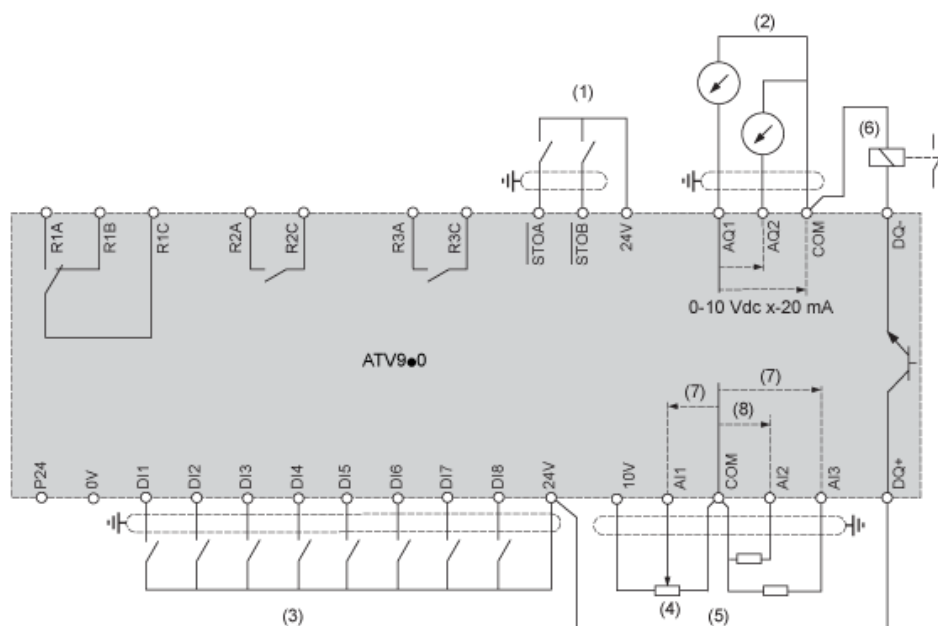 (2)
(1)
(6)
R1A
R1B
R1C
R2A
R2C
R3A
R3C
STOA
STOB
24V
AQ1
AQ2
COM
DQ-
0-10 Vdc x-20 mA
ATV9●0
(7)
(7)
(8)
P24
0V
DI1
DI2
DI3
DI4
DI5
DI6
DI7
DI8
24V
10V
AI1
COM
AI2
AI3
DQ+
(3)
(4)
(5)